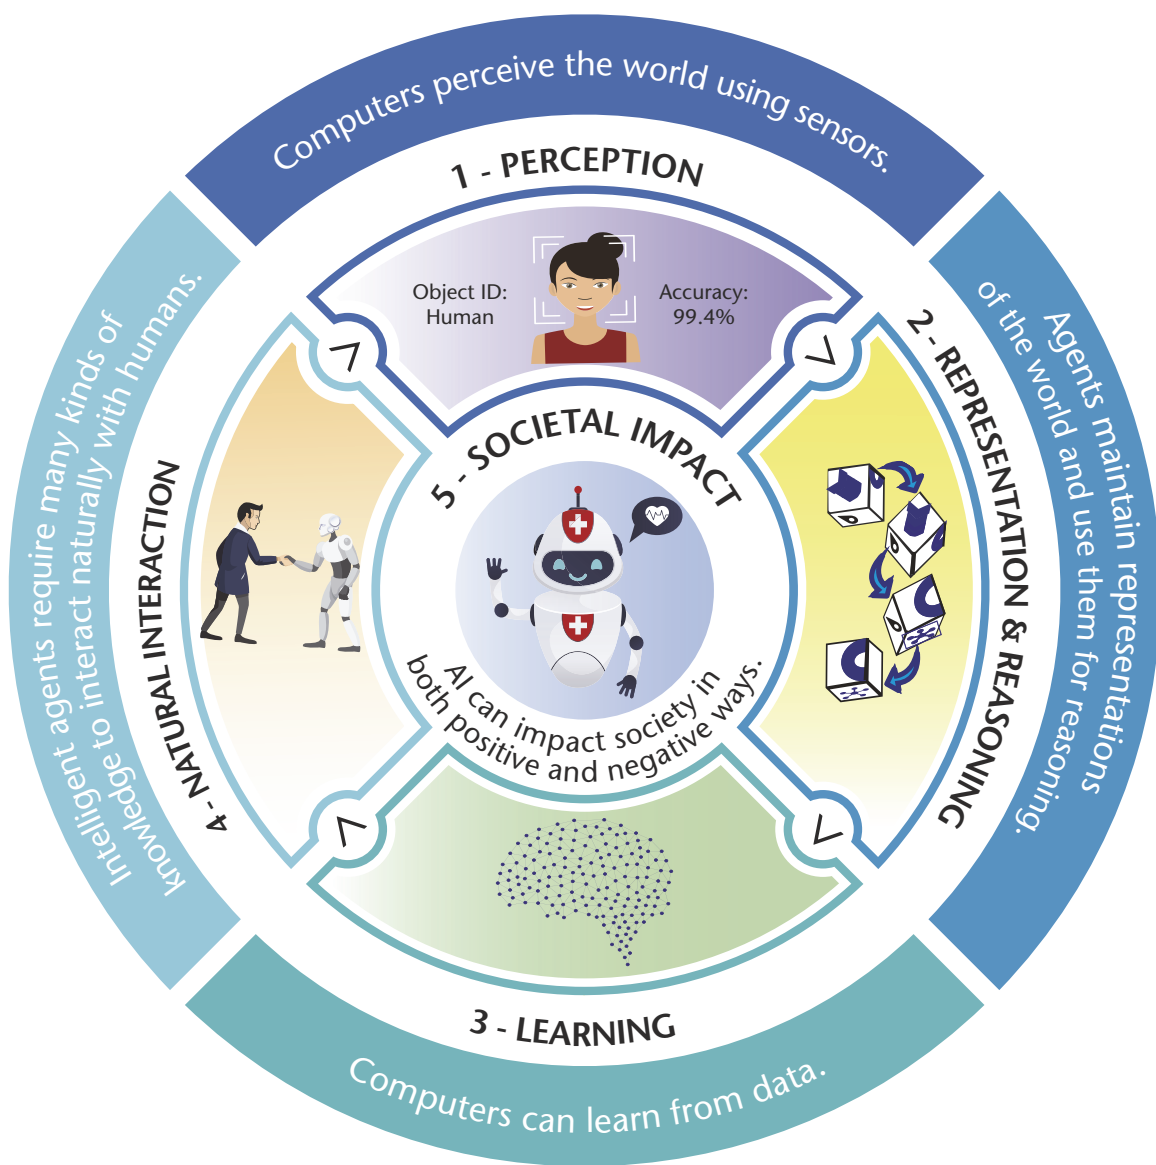 Computers perceive the world using sensors.
1 - PERCEPTION
Object ID:
Human
Accuracy:
99.4%
2 - REPRESENTATION & REASONING
Agents maintain representations
of the world and use them for reasoning.
3 - LEARNING
Computers can learn from data.
4 - NATURAL INTERACTION
Intelligent agents require many kinds of
knowledge to interact naturally with humans.
5 - SOCIETAL IMPACT
AI can impact society in
both positive and negative ways.